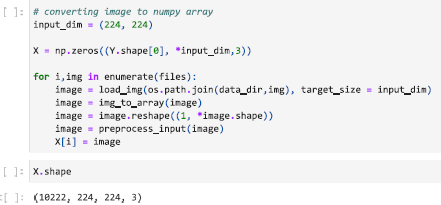 [ ]: # converting image to numpy array
input_dim = (224, 224)
X = np.zeros((Y.shape[0], *input_dim,3))
for i,img in enumerate(files):
    image = load_img(os.path.join(data_dir,img), target_size = input_dim)
    image = img_to_array(image)
    image = image.reshape((1, *image.shape))
    image = preprocess_input(image)
    X[i] = image
[ ]: X.shape
[ ]: (10222, 224, 224, 3)